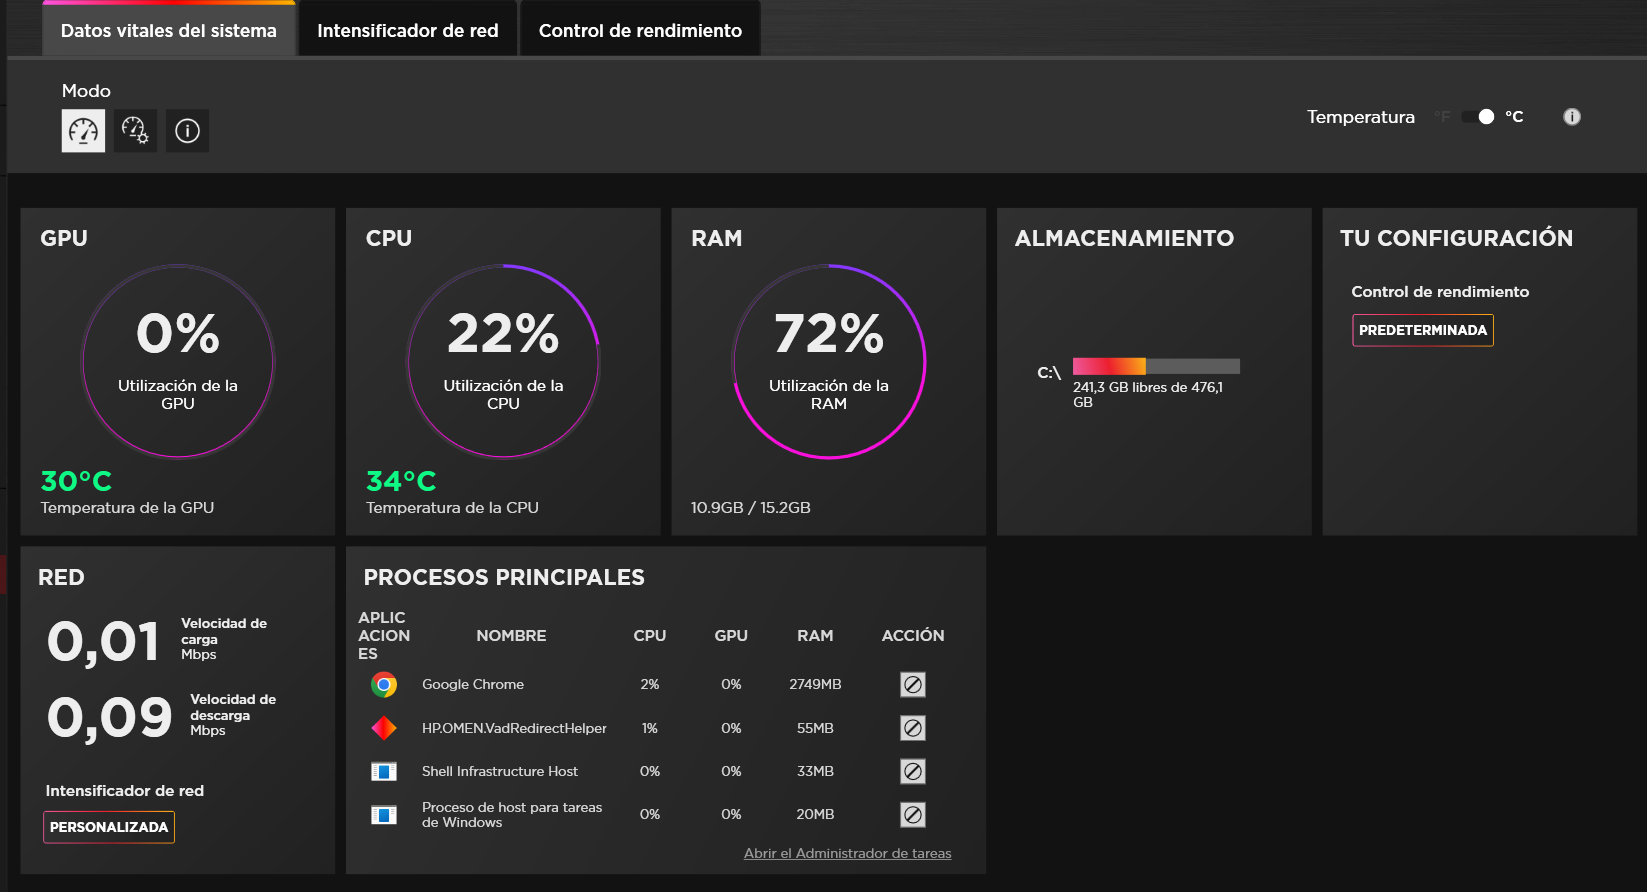 Datos vitales del sistema
Intensificador de red
Control de rendimiento
Modo
Temperatura °F °C
GPU
0%
Utilización de la
GPU
30°C
Temperatura de la GPU
CPU
22%
Utilización de la
CPU
34°C
Temperatura de la CPU
RAM
72%
Utilización de la
RAM
10.9GB / 15.2GB
ALMACENAMIENTO
C:\
241,3 GB libres de 476,1
GB
TU CONFIGURACIÓN
Control de rendimiento
PREDETERMINADA
RED
0,01
Velocidad de
carga
Mbps
0,09
Velocidad de
descarga
Mbps
Intensificador de red
PERSONALIZADA
PROCESOS PRINCIPALES
APLIC
ACION
ES
NOMBRE CPU GPU RAM ACCIÓN
Google Chrome 2% 0% 2749MB
HP.OMEN.VadRedirectHelper 1% 0% 55MB
Shell Infrastructure Host 0% 0% 33MB
Proceso de host para tareas
de Windows
0% 0% 20MB
Abrir el Administrador de tareas